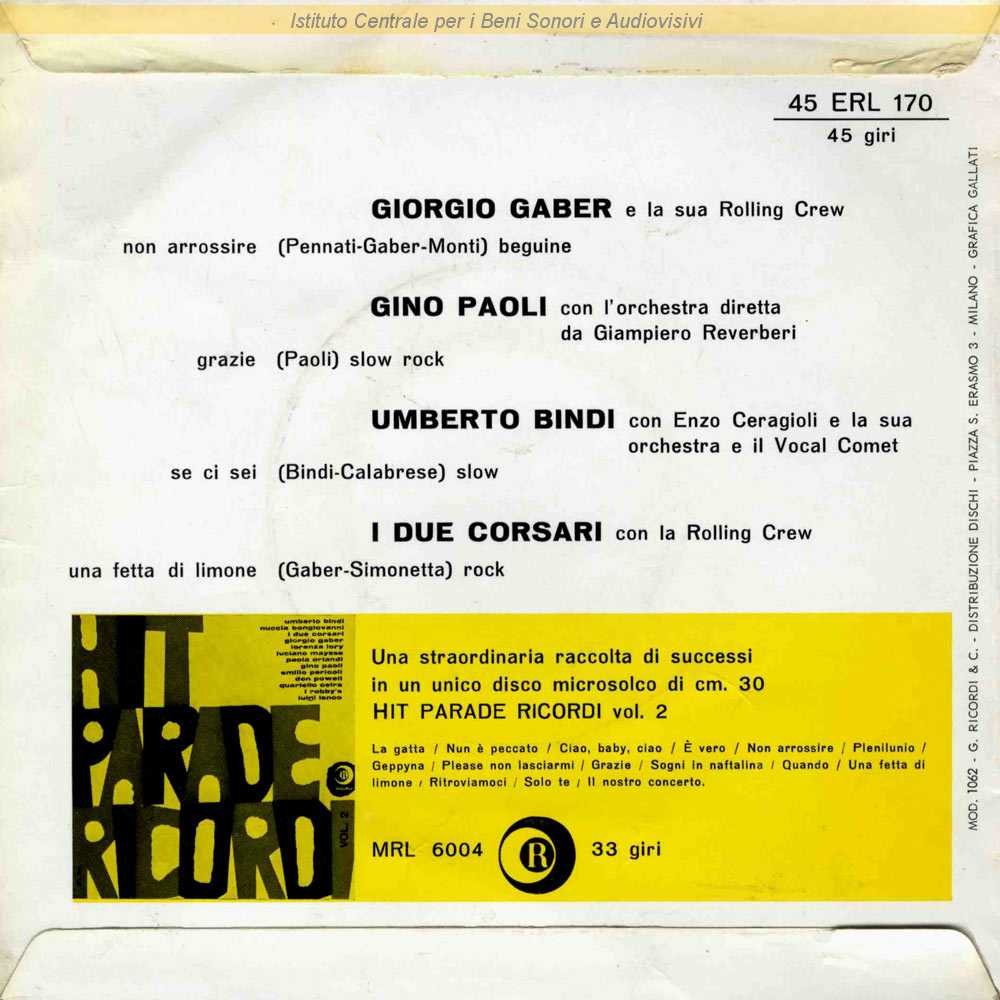 Istituto Centrale per i Beni Sonori e Audiovisivi
45 ERL 170
45 giri
GIORGIO GABER e la sua Rolling Crew
non arrossire (Pennati-Gaber-Monti) beguine
GINO PAOLI con l'orchestra diretta
da Giampiero Reverberi
grazie (Paoli) slow rock
UMBERTO BINDI con Enzo Ceragioli e la sua
orchestra e il Vocal Comet
se ci sei (Bindi-Calabrese) slow
I DUE CORSARI con la Rolling Crew
una fetta di limone (Gaber-Simonetta) rock
HIT
PARADE
RICORDI
VOL. 2
umberto bindi
nuccia bongiovanni
i due corsari
giorgio gaber
lorenza lory
paola orlandi
gino paoli
emilio pericoli
don powell
quartetto cetra
i robby's
luigi tenco
Una straordinaria raccolta di successi
in un unico disco microsolco di cm. 30
HIT PARADE RICORDI vol. 2
La gatta / Nun è peccato / Ciao, baby, ciao / È vero / Non arrossire / Plenilunio /
Geppyna / Please non lasciarmi / Grazie / Sogni in naftalina / Quando / Una fetta di
limone / Ritroviamoci / Solo te / Il nostro concerto.
MRL 6004 R 33 giri
MOD. 1062 - G. RICORDI & C. - DISTRIBUZIONE DISCHI - PIAZZA S. ERASMO 3 - MILANO - GRAFICA GALLATI